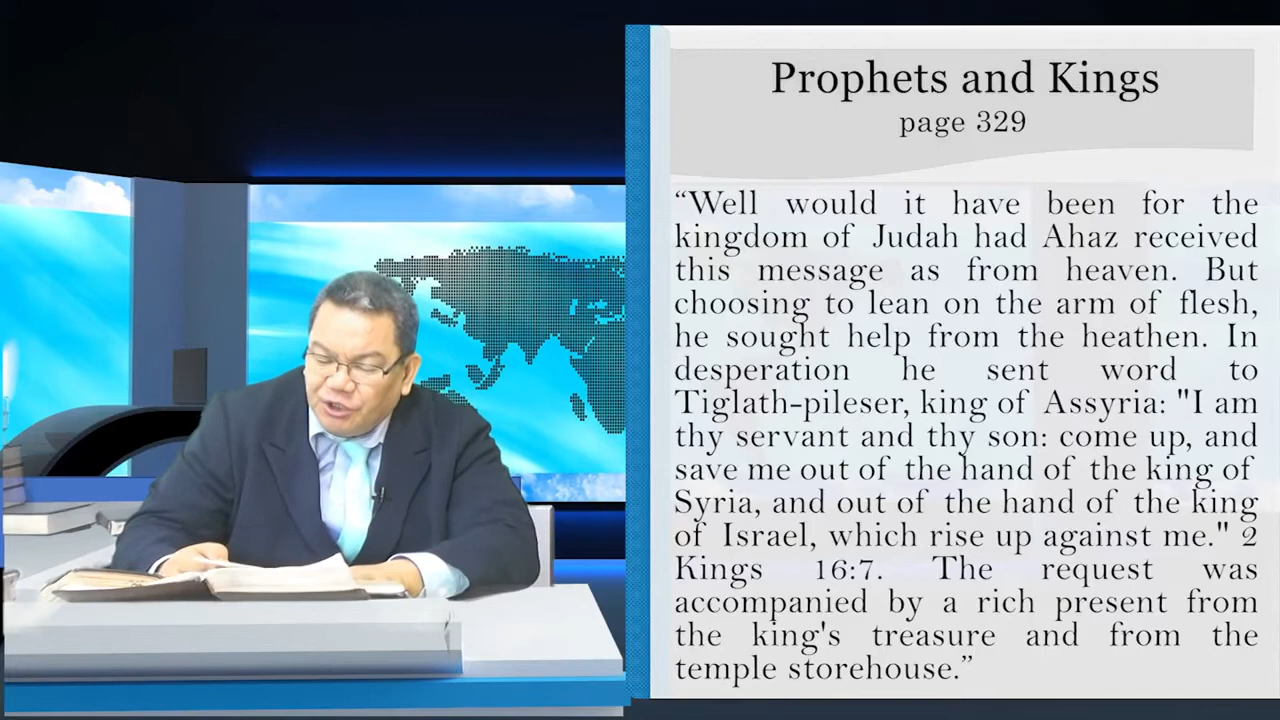 Prophets and Kings
page 329
“Well would it have been for the
kingdom of Judah had Ahaz received
this message as from heaven. But
choosing to lean on the arm of flesh,
he sought help from the heathen. In
desperation he sent word to
Tiglath-pileser, king of Assyria: "I am
thy servant and thy son: come up, and
save me out of the hand of the king of
Syria, and out of the hand of the king
of Israel, which rise up against me." 2
Kings 16:7. The request was
accompanied by a rich present from
the king's treasure and from the
temple storehouse.”